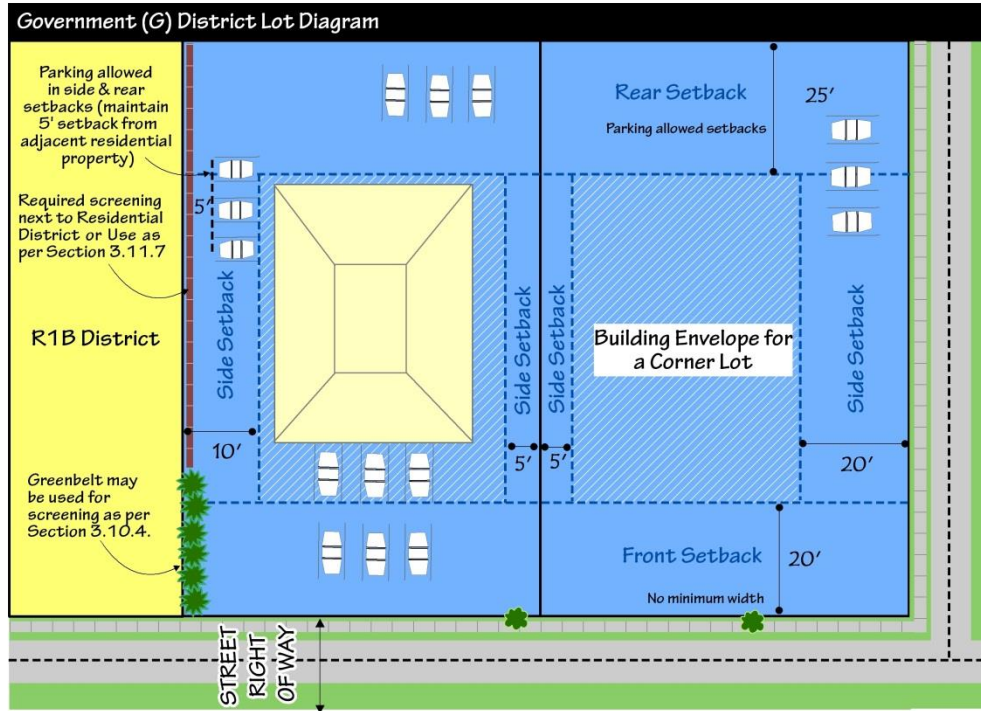 Government (G) District Lot Diagram
Parking allowed
in side & rear
setbacks (maintain
5' setback from
adjacent residential
property)
5'
Required screening
next to Residential
District or Use as
per Section 3.11.7
R1B District
Greenbelt may
be used for
screening as per
Section 3.10.4.
Side Setback
10'
Side Setback
5'
Side Setback
5'
Rear Setback
Parking allowed setbacks
25'
Building Envelope for
a Corner Lot
Side Setback
20'
Front Setback
20'
No minimum width
STREET
RIGHT
OF WAY